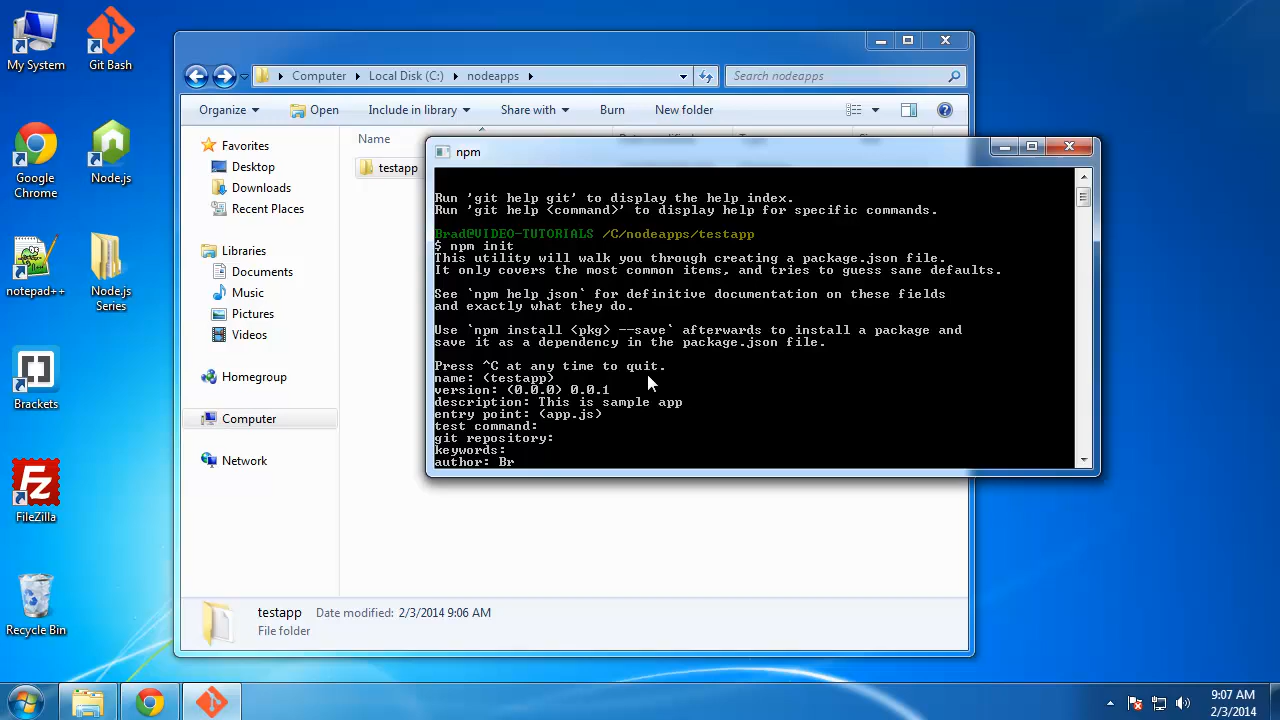 My System
Git Bash
Google Chrome
Node.js
notepad++
Node.js Series
Brackets
FileZilla
Recycle Bin
Computer
Local Disk (C:)
nodeapps
Search nodeapps
Organize
Open
Include in library
Share with
Burn
New folder
Favorites
Desktop
Downloads
Recent Places
Libraries
Documents
Music
Pictures
Videos
Homegroup
Computer
Network
Name
testapp
npm
Run 'git help git' to display the help index.
Run 'git help <command>' to display help for specific commands.
Brad@VIDEO-TUTORIALS /C/nodeapps/testapp
$ npm init
This utility will walk you through creating a package.json file.
It only covers the most common items, and tries to guess sane defaults.
See `npm help json` for definitive documentation on these fields
and exactly what they do.
Use `npm install <pkg> --save` afterwards to install a package and
save it as a dependency in the package.json file.
Press ^C at any time to quit.
name: (testapp)
version: (0.0.0) 0.0.1
description: This is sample app
entry point: (app.js)
test command:
git repository:
keywords:
author: Br
testapp
Date modified: 2/3/2014 9:06 AM
File folder
9:07 AM
2/3/2014